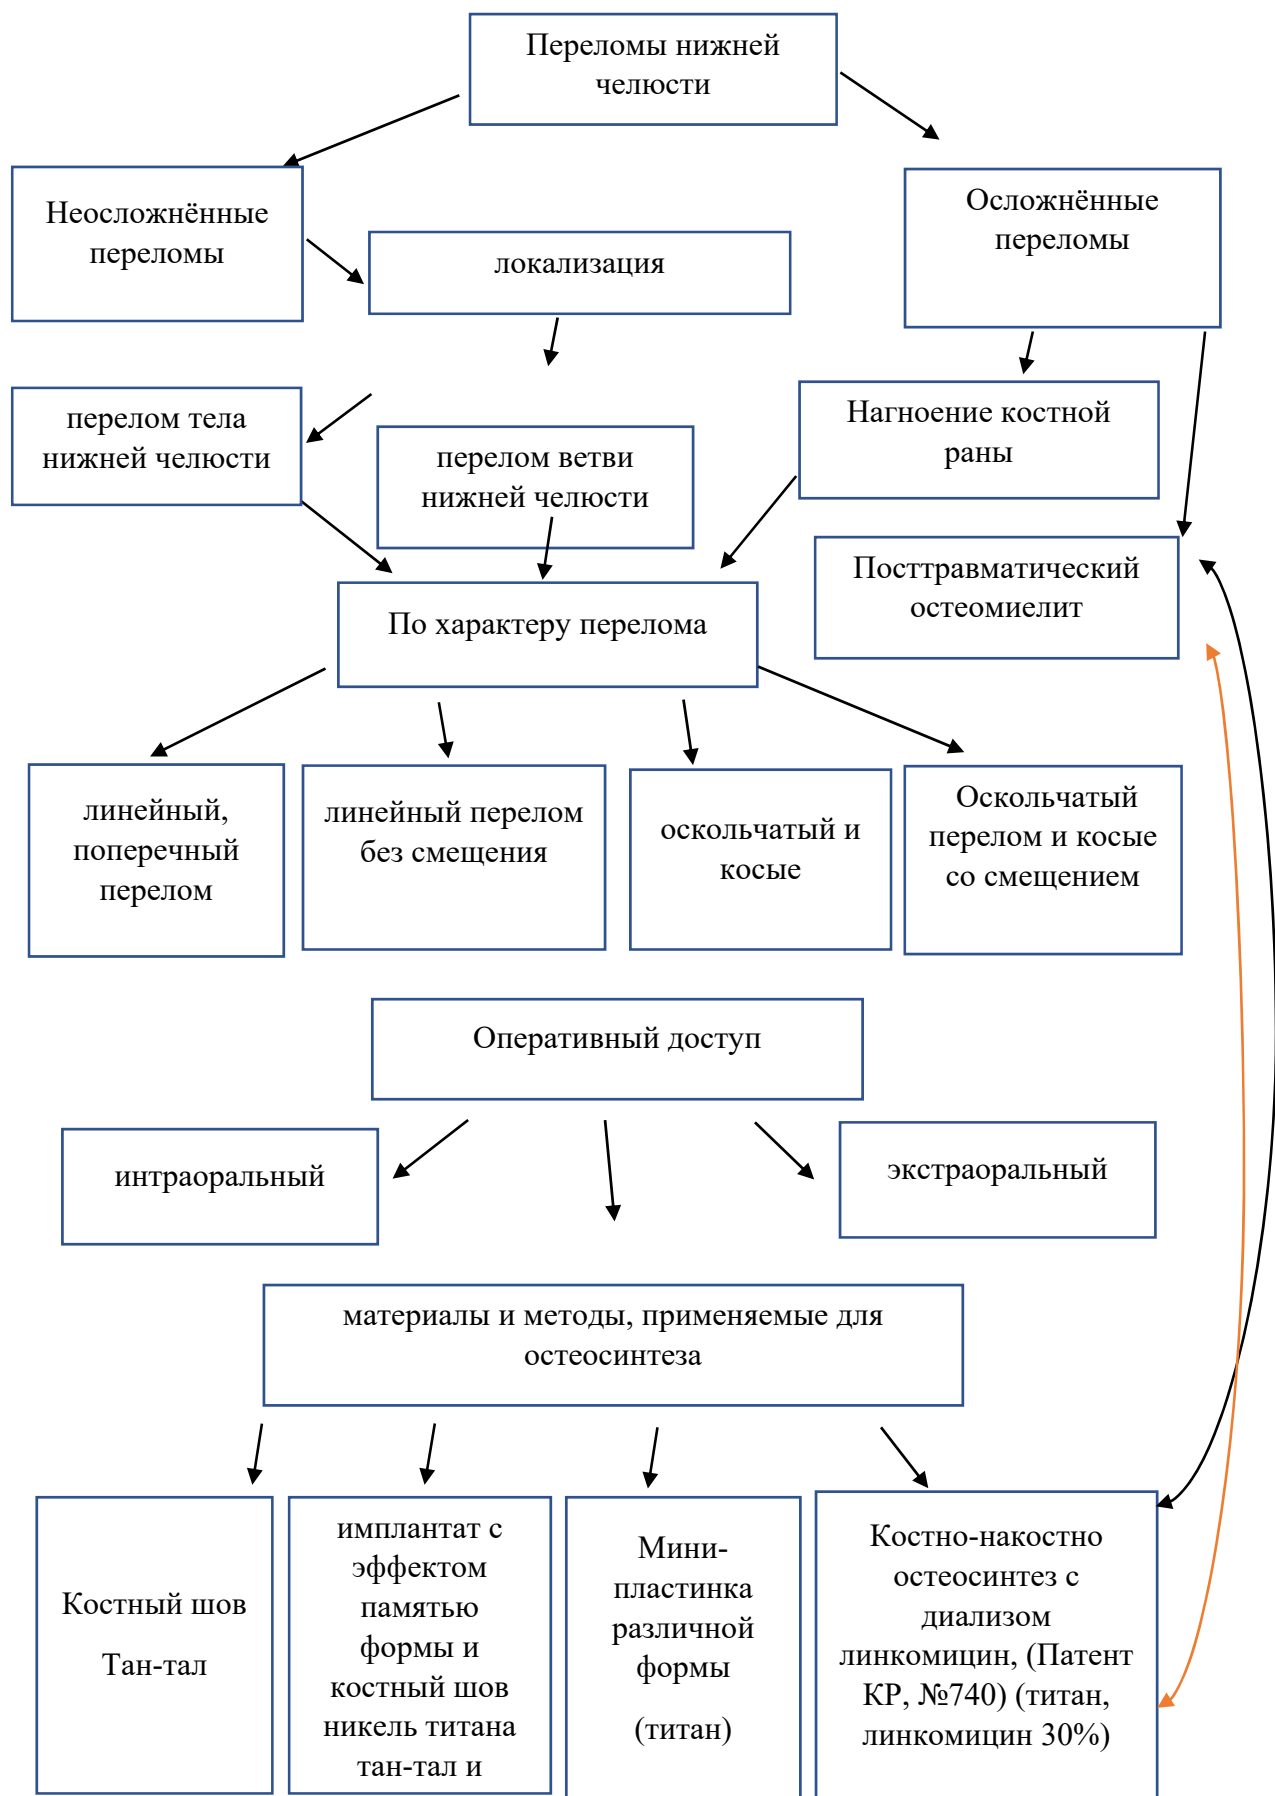 Переломы нижней
челюсти
Неосложнённые
переломы
Осложнённые
переломы
локализация
перелом тела
нижней челюсти
перелом ветви
нижней челюсти
Нагноение костной
раны
Посттравматический
остеомиелит
По характеру перелома
линейный,
поперечный
перелом
линейный перелом
без смещения
оскольчатый и
косые
Оскольчатый
перелом и косые
со смещением
Оперативный доступ
интраоральный
экстраоральный
материалы и методы, применяемые для
остеосинтеза
Костный шов
Тан-тал
имплантат с
эффектом
памятью
формы и
костный шов
никель титана
тан-тал и
Мини-
пластинка
различной
формы
(титан)
Костно-накостно
остеосинтез с
диализом
линкомицин, (Патент
КР, №740) (титан,
линкомицин 30%)